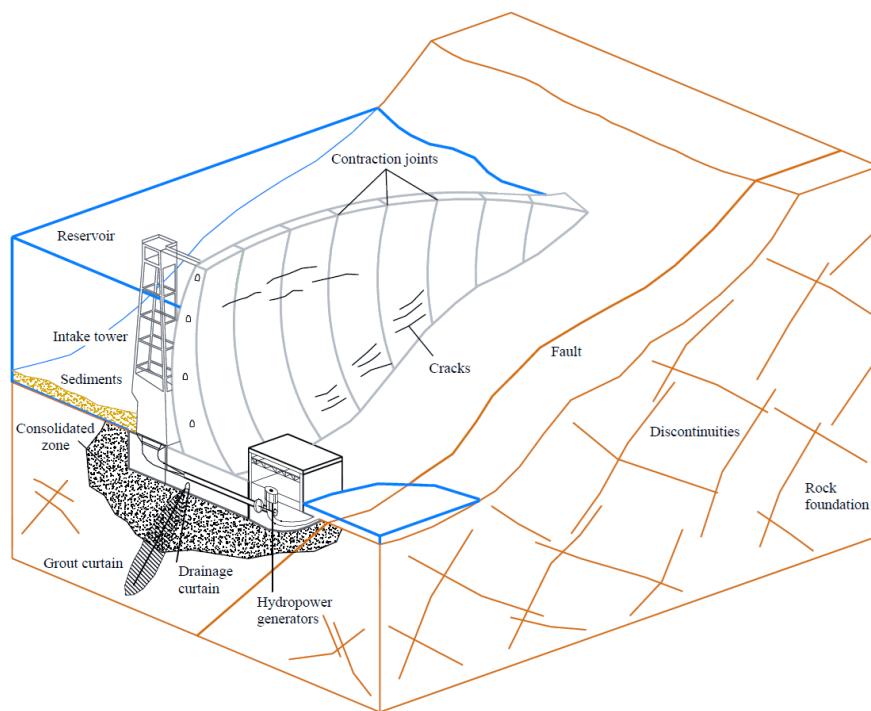 Contraction joints
Reservoir
Intake tower
Fault
Cracks
Sediments
Consolidated
zone
Discontinuities
Rock
foundation
Grout curtain
Drainage
curtain
Hydropower
generators